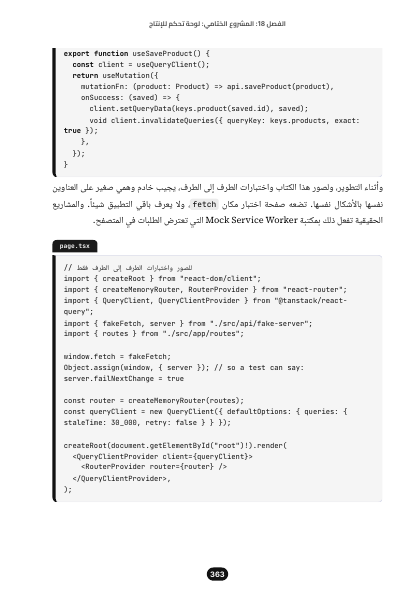 الفصل 18: المشروع الختامي: لوحة تحكم للإنتاج
export function useSaveProduct() {
  const client = useQueryClient();
  return useMutation({
    mutationFn: (product: Product) => api.saveProduct(product),
    onSuccess: (saved) => {
      client.setQueryData(keys.product(saved.id), saved);
      void client.invalidateQueries({ queryKey: keys.products, exact:
true });
    },
  });
}
وأثناء التطوير، ولصور هذا الكتاب واختبارات الطرف إلى الطرف، يجيب خادم وهمي صغير على العناوين
نفسها بالأشكال نفسها. تضعه صفحة اختبار مكان fetch، ولا يعرف باقي التطبيق شيئاً. والمشاريع
الحقيقية تفعل ذلك بمكتبة Mock Service Worker التي تعترض الطلبات في المتصفح.
page.tsx
// للصور واختبارات الطرف إلى الطرف فقط
import { createRoot } from "react-dom/client";
import { createMemoryRouter, RouterProvider } from "react-router";
import { QueryClient, QueryClientProvider } from "@tanstack/react-
query";
import { fakeFetch, server } from "./src/api/fake-server";
import { routes } from "./src/app/routes";
window.fetch = fakeFetch;
Object.assign(window, { server }); // so a test can say:
server.failNextChange = true
const router = createMemoryRouter(routes);
const queryClient = new QueryClient({ defaultOptions: { queries: {
staleTime: 30_000, retry: false } } });
createRoot(document.getElementById("root")!).render(
  <QueryClientProvider client={queryClient}>
    <RouterProvider router={router} />
  </QueryClientProvider>,
);
363